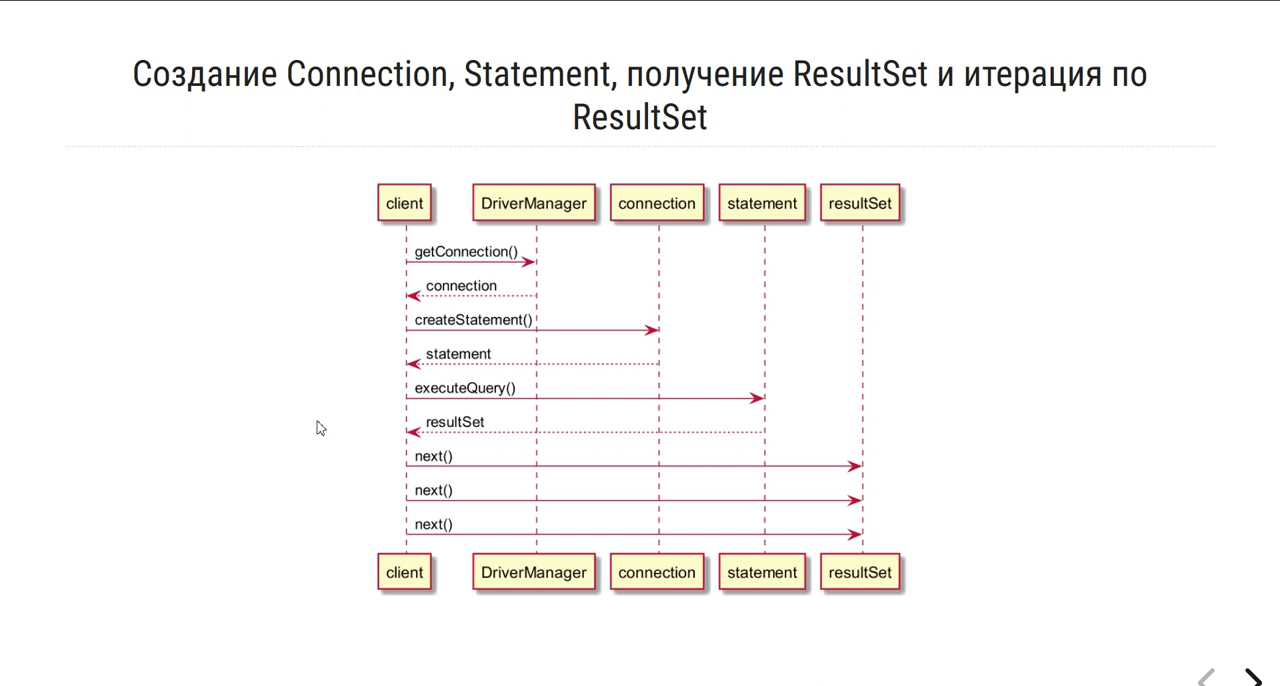 Создание Connection, Statement, получение ResultSet и итерация по
ResultSet
client DriverManager connection statement resultSet
getConnection()
connection
createStatement()
statement
executeQuery()
resultSet
next()
next()
next()
client DriverManager connection statement resultSet